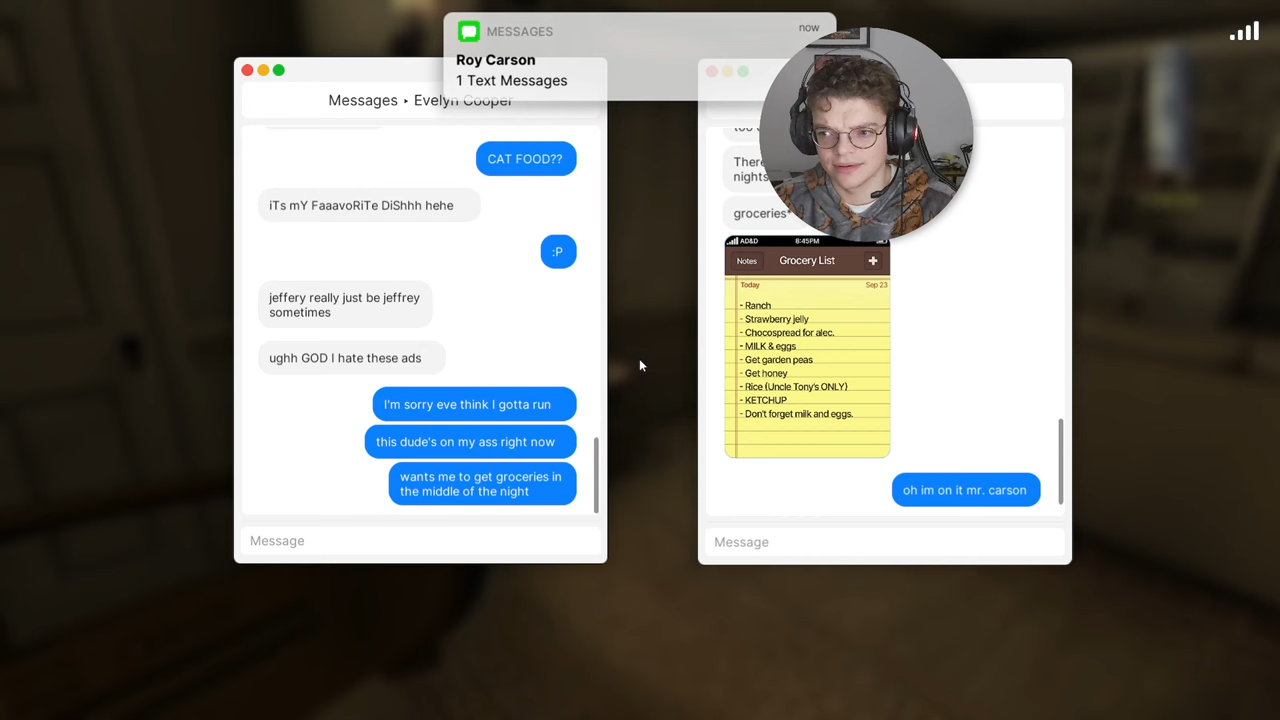 MESSAGES
now
Roy Carson
1 Text Messages
Messages ‣ Evelyn Cooper
CAT FOOD??
iTs mY FaaavoRiTe DiShhh hehe
:P
jeffery really just be jeffrey
sometimes
ughh GOD I hate these ads
I'm sorry eve think I gotta run
this dude's on my ass right now
wants me to get groceries in
the middle of the night
Message
There
nights
groceries*
AD&D 8:45PM
Notes Grocery List +
Today Sep 23
- Ranch
- Strawberry jelly
- Chocospread for alec.
- MILK & eggs
- Get garden peas
- Get honey
- Rice (Uncle Tony's ONLY)
- KETCHUP
- Don't forget milk and eggs.
oh im on it mr. carson
Message